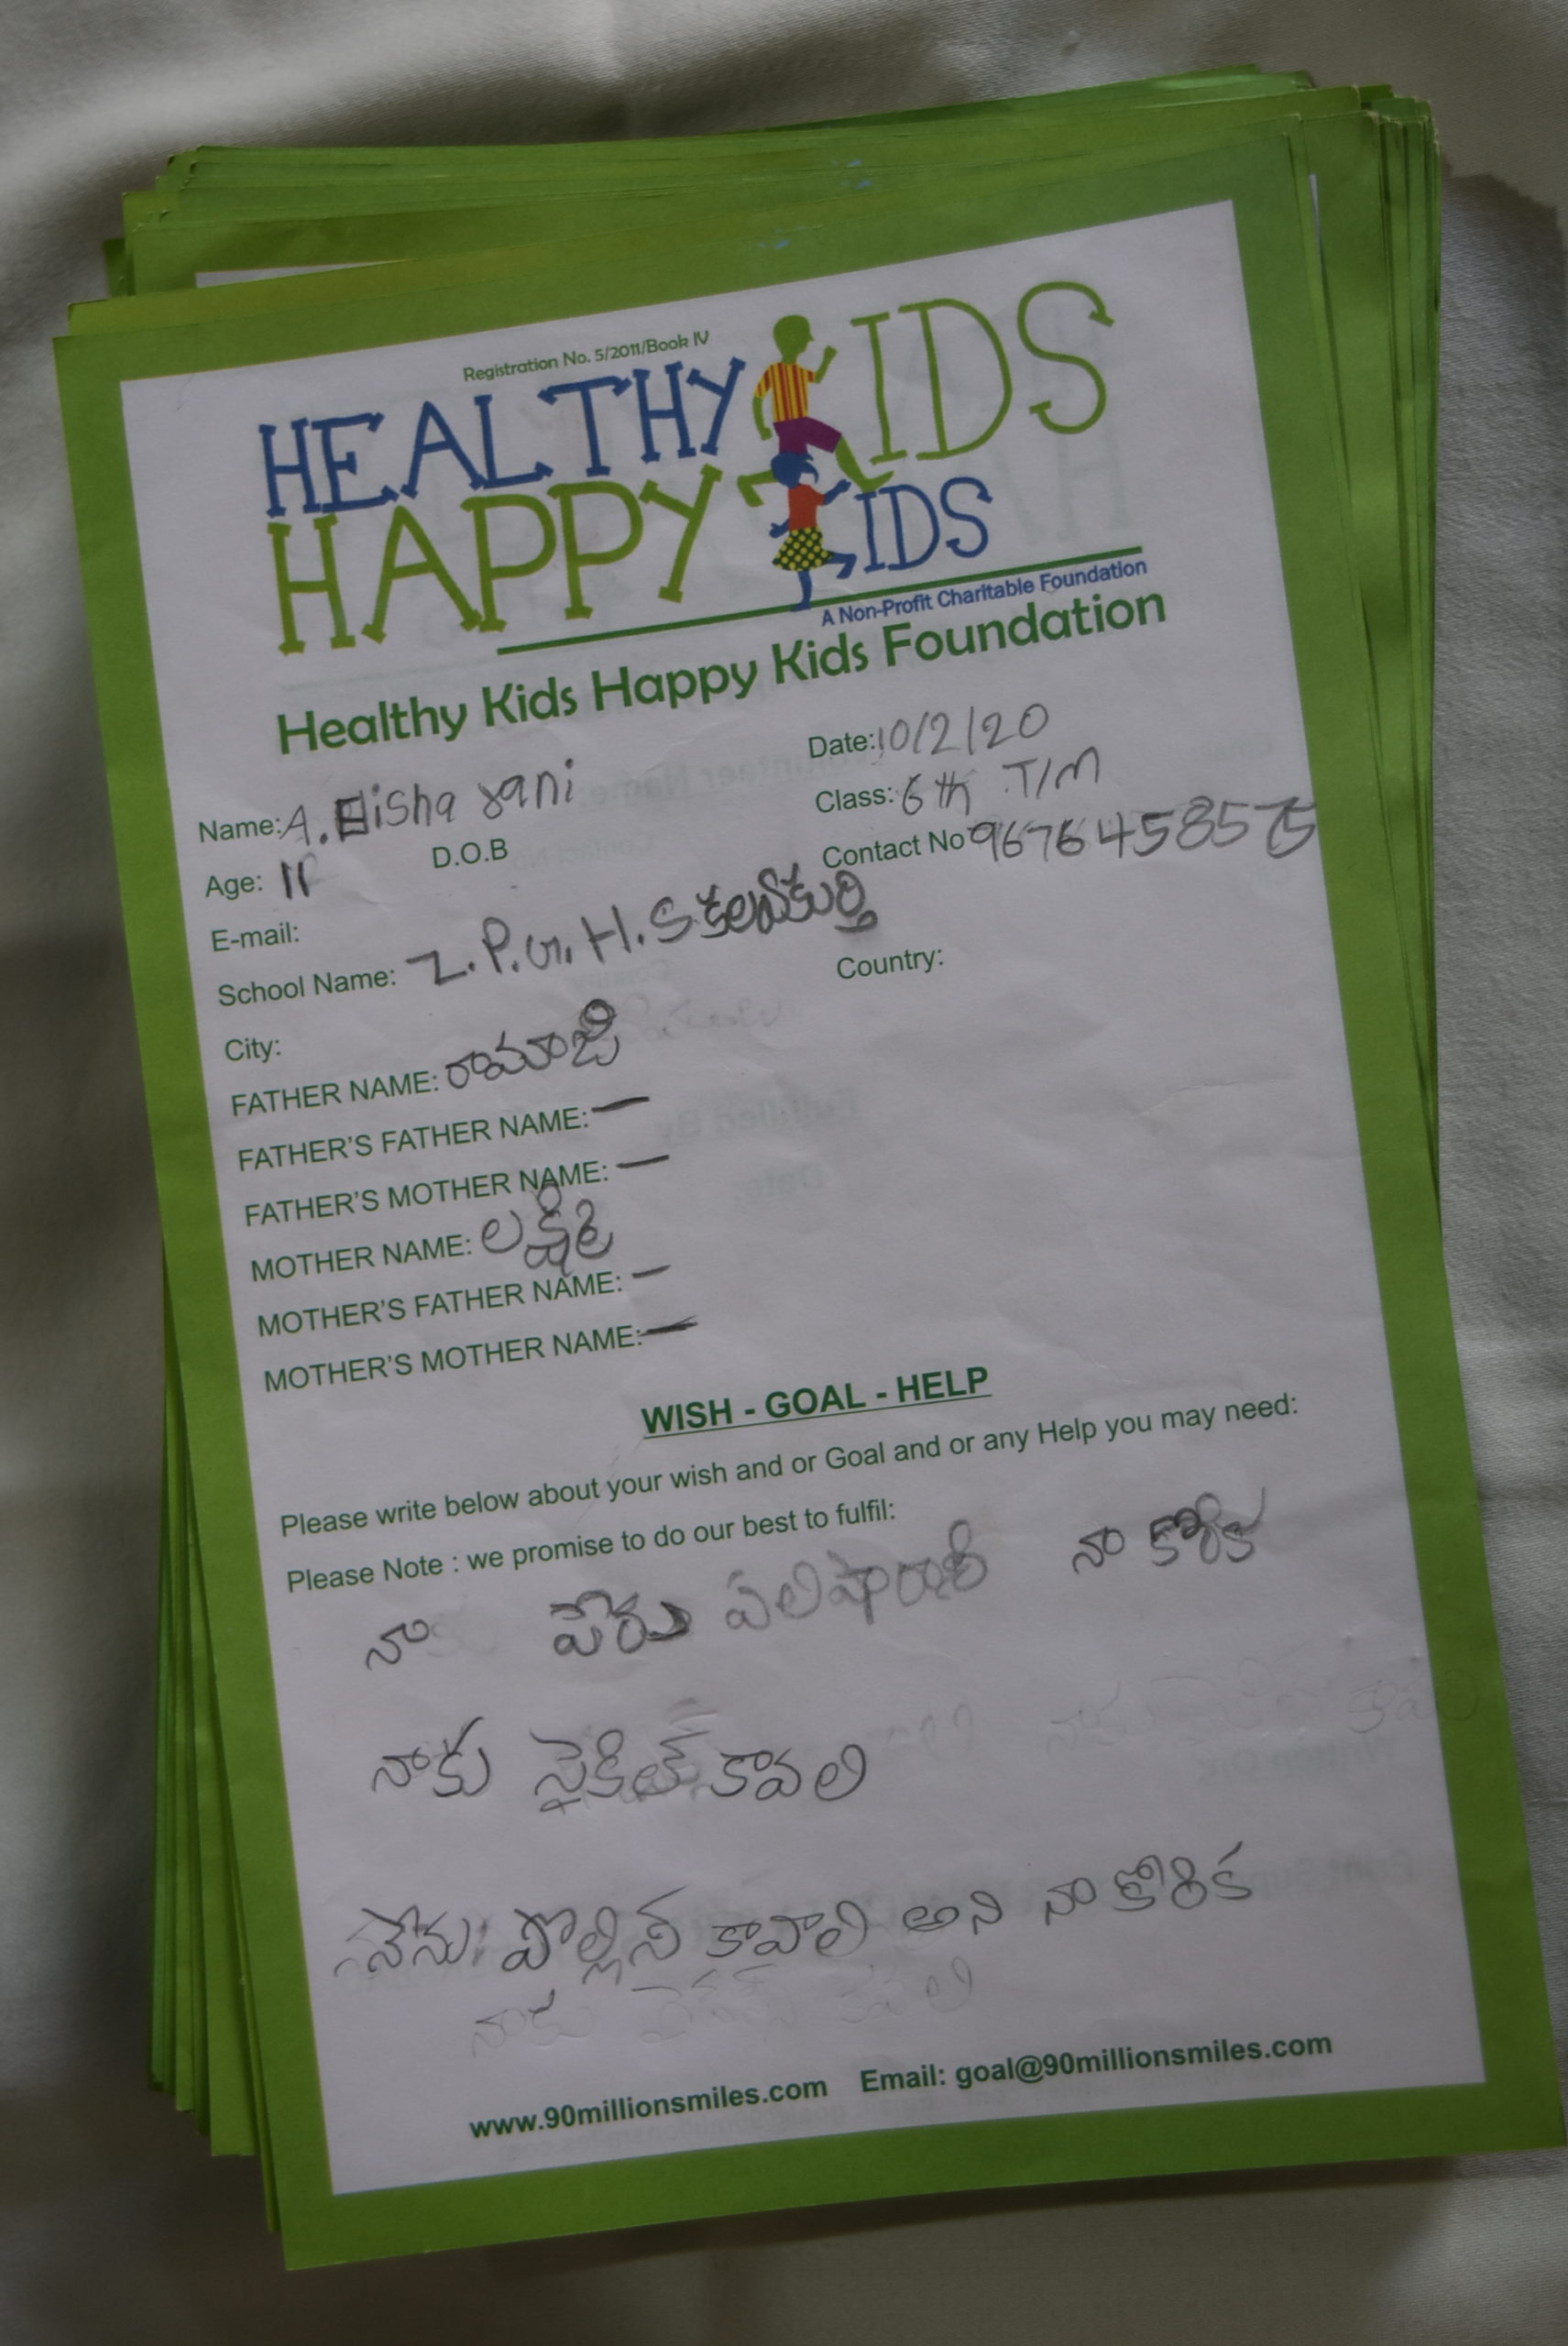 Registration No. 5/2011/Book IV
HEALTHY KIDS
HAPPY KIDS
A Non-Profit Charitable Foundation
Healthy Kids Happy Kids Foundation
Date: 10/2/20
Name: A. Elisha rani
Class: 6th T/M
Age: 11
D.O.B
Contact No 9676458575
E-mail:
School Name: Z.P.G.H.S కల్వకుర్తి
Country:
City:
FATHER NAME: రామాజీ
FATHER'S FATHER NAME: —
FATHER'S MOTHER NAME: —
MOTHER NAME: లక్ష్మి
MOTHER'S FATHER NAME: —
MOTHER'S MOTHER NAME: —
WISH - GOAL - HELP
Please write below about your wish and or Goal and or any Help you may need:
Please Note : we promise to do our best to fulfil:
నా పేరు ఏలిషారాణి నా కోరిక
నాకు సైకిల్ కావలి
నేను పొల్లిస్ కావాలి అని నా కోరిక
www.90millionsmiles.com Email: goal@90millionsmiles.com